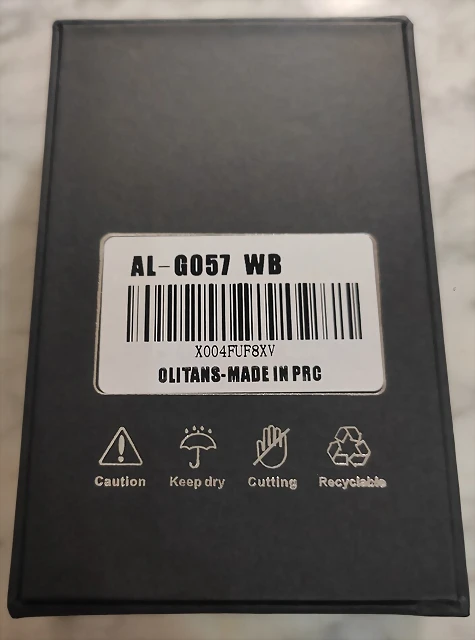 AL-G057 WB
X004FUF8XV
OLITANS-MADE IN PRC
Caution Keep dry Cutting Recyclable